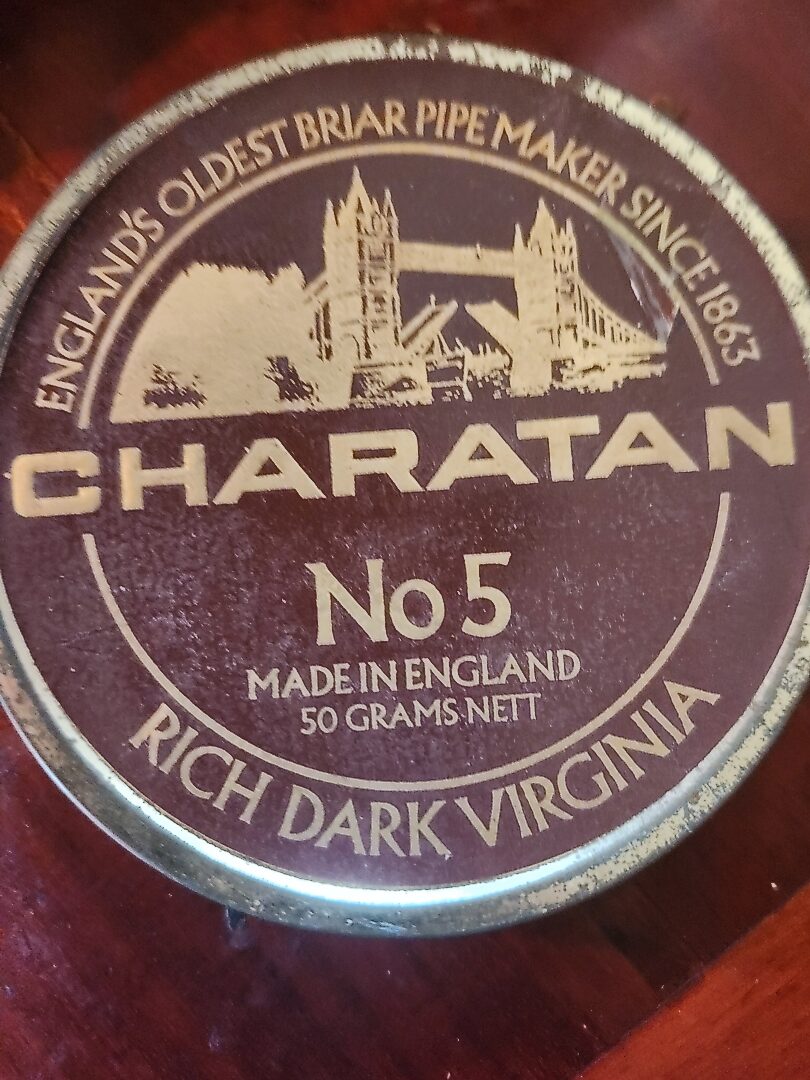 ENGLAND'S OLDEST BRIAR PIPE MAKER SINCE 1863
CHARATAN
No 5
MADE IN ENGLAND
50 GRAMS NETT
RICH DARK VIRGINIA